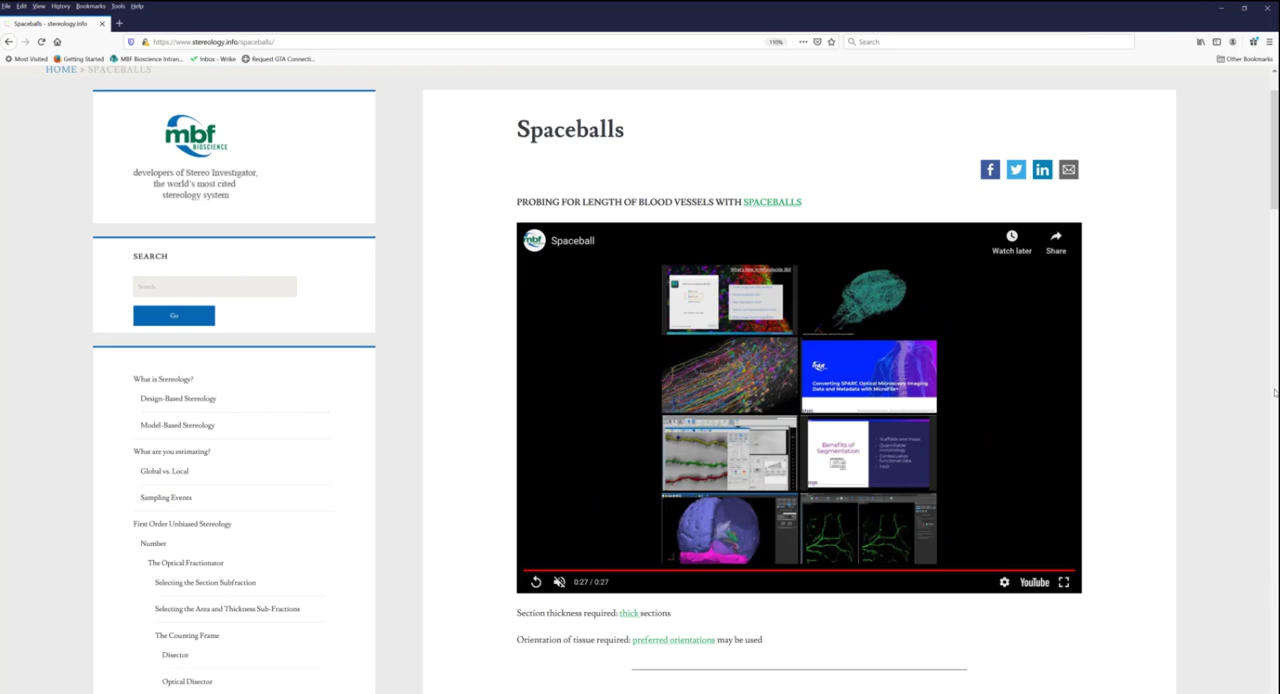 File Edit View History Bookmarks Tools Help
Spaceballs - stereology.info
https://www.stereology.info/spaceballs/
110%
Search
Most Visited Getting Started MBF Bioscience Intran... Inbox - Wrike Request GTA Connecti...
Other Bookmarks
HOME > SPACEBALLS
mbf
BIOSCIENCE
developers of Stereo Investigator,
the world's most cited
stereology system
SEARCH
Search
Go
What is Stereology?
Design-Based Stereology
Model-Based Stereology
What are you estimating?
Global vs. Local
Sampling Events
First Order Unbiased Stereology
Number
The Optical Fractionator
Selecting the Section Subfraction
Selecting the Area and Thickness Sub-Fractions
The Counting Frame
Disector
Optical Disector
Spaceballs
PROBING FOR LENGTH OF BLOOD VESSELS WITH SPACEBALLS
mbf
Spaceball
Watch later
Share
Converting SPARC Optical Microscopy Imaging
Data and Metadata with MicroFile+
Benefits of
Segmentation
0:27 / 0:27
YouTube
Section thickness required: thick sections
Orientation of tissue required: preferred orientations may be used